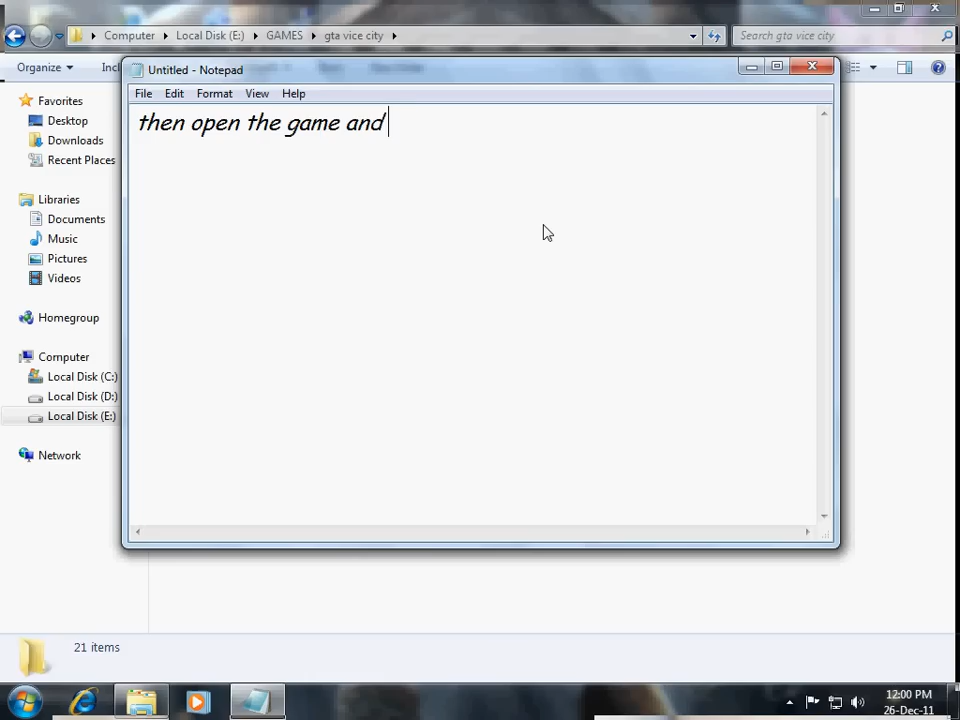 Computer Local Disk (E:) GAMES gta vice city
Search gta vice city
Organize
Untitled - Notepad
File Edit Format View Help
then open the game and
Favorites
Desktop
Downloads
Recent Places
Libraries
Documents
Music
Pictures
Videos
Homegroup
Computer
Local Disk (C:)
Local Disk (D:)
Local Disk (E:)
Network
21 items
12:00 PM
26-Dec-11